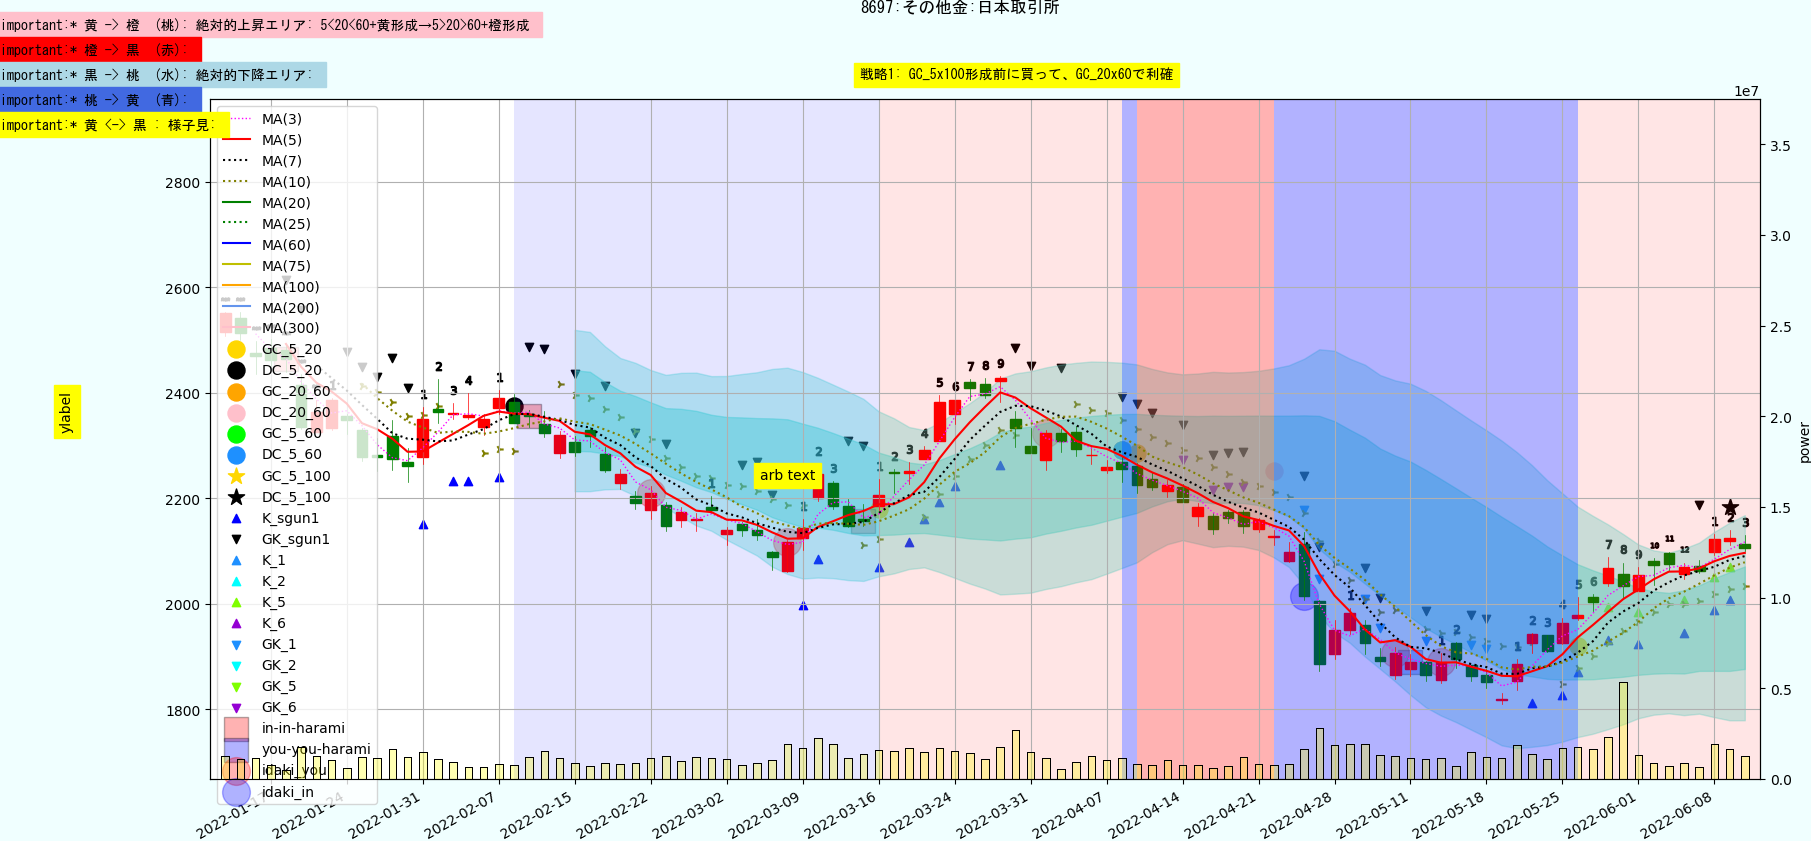 8697:その他金:日本取引所
important:* 黄 -> 橙 (桃): 絶対的上昇エリア: 5<20<60+黄形成→5>20>60+橙形成
important:* 橙 -> 黒 (赤):
important:* 黒 -> 桃 (水): 絶対的下降エリア:
important:* 桃 -> 黄 (青):
important:* 黄 <-> 黒 : 様子見:
戦略1: GC_5x100形成前に買って、GC_20x60で利確
1e7
MA(3)
MA(5)
MA(7)
MA(10)
MA(20)
MA(25)
MA(60)
MA(75)
MA(100)
MA(200)
MA(300)
GC_5_20
DC_5_20
GC_20_60
DC_20_60
GC_5_60
DC_5_60
GC_5_100
DC_5_100
K_sgun1
GK_sgun1
K_1
K_2
K_5
K_6
GK_1
GK_2
GK_5
GK_6
in-in-harami
you-you-harami
idaki_you
idaki_in
ylabel
2800
2600
2400
2200
2000
1800
arb text
3.5
3.0
2.5
2.0
1.5
1.0
0.5
0.0
power
2022-01-17
2022-01-24
2022-01-31
2022-02-07
2022-02-15
2022-02-22
2022-03-02
2022-03-09
2022-03-16
2022-03-24
2022-03-31
2022-04-07
2022-04-14
2022-04-21
2022-04-28
2022-05-11
2022-05-18
2022-05-25
2022-06-01
2022-06-08